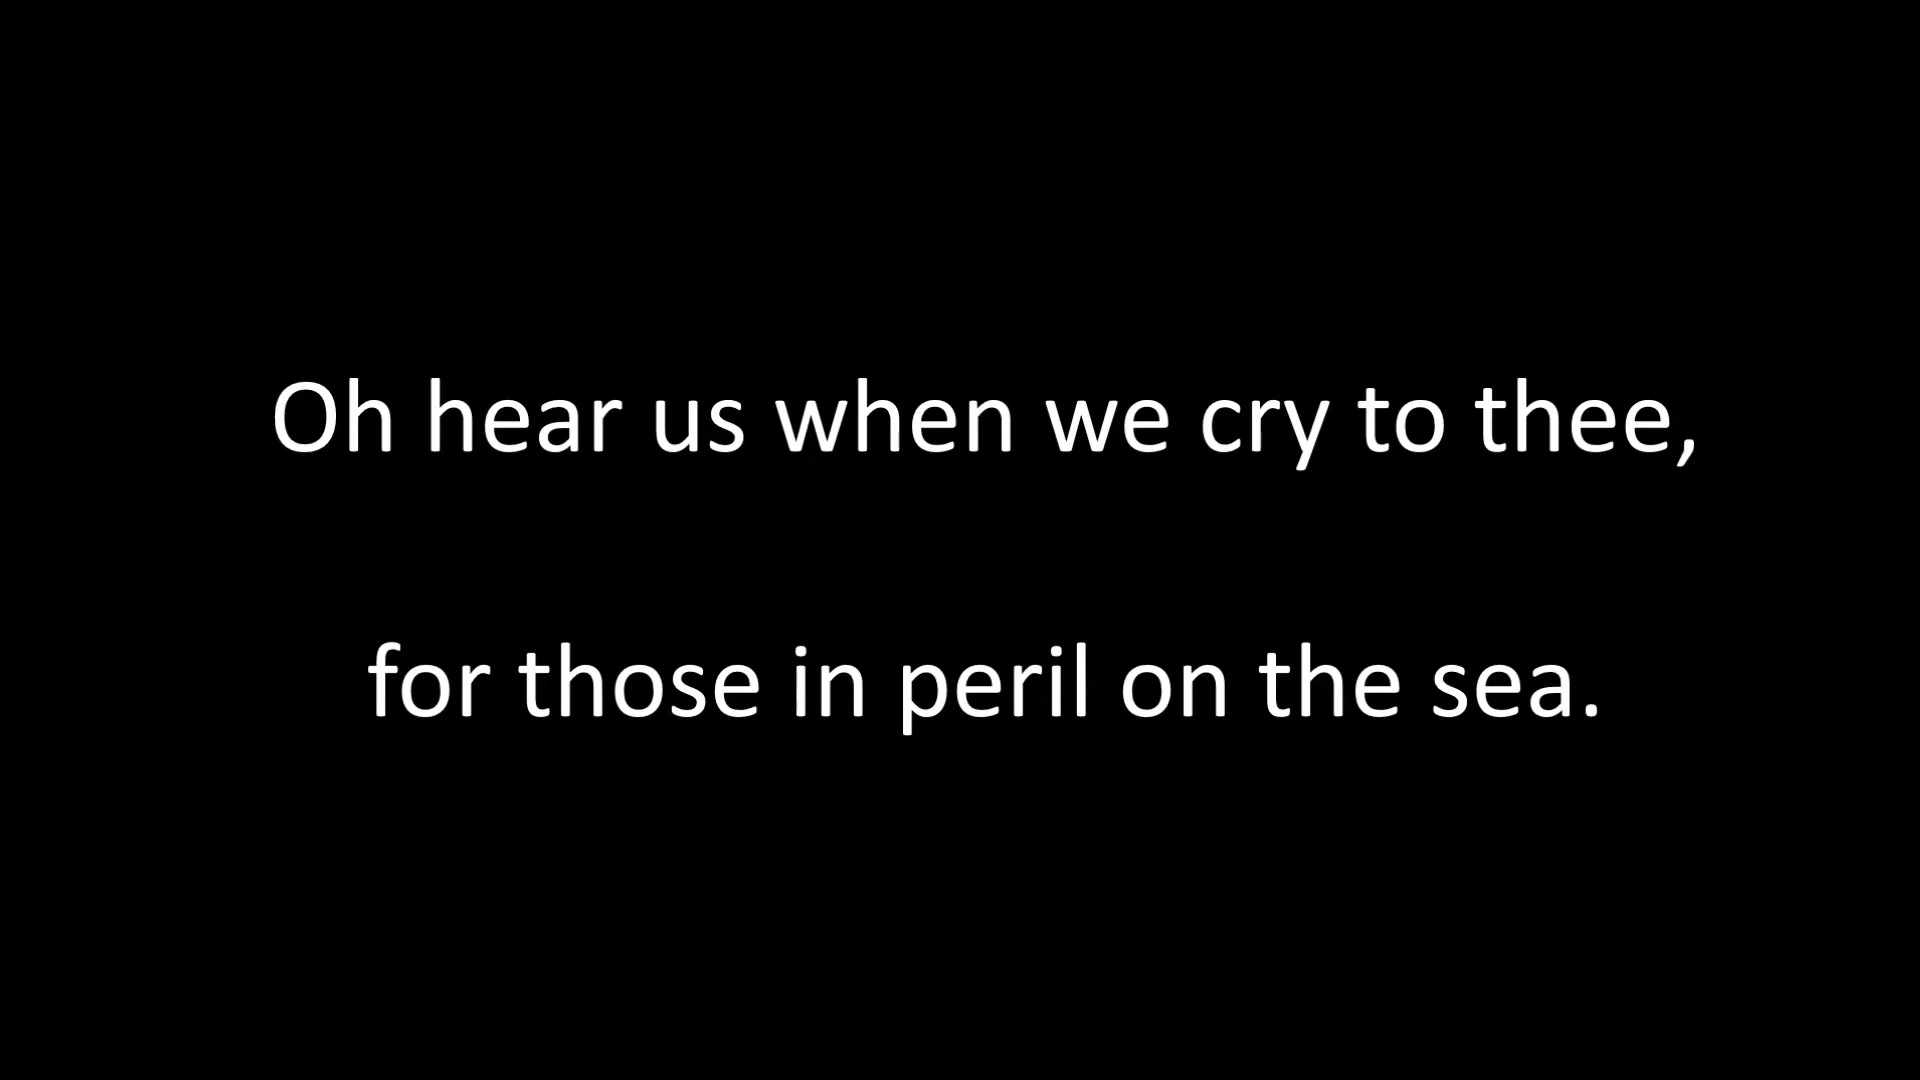 Oh hear us when we cry to thee,
for those in peril on the sea.